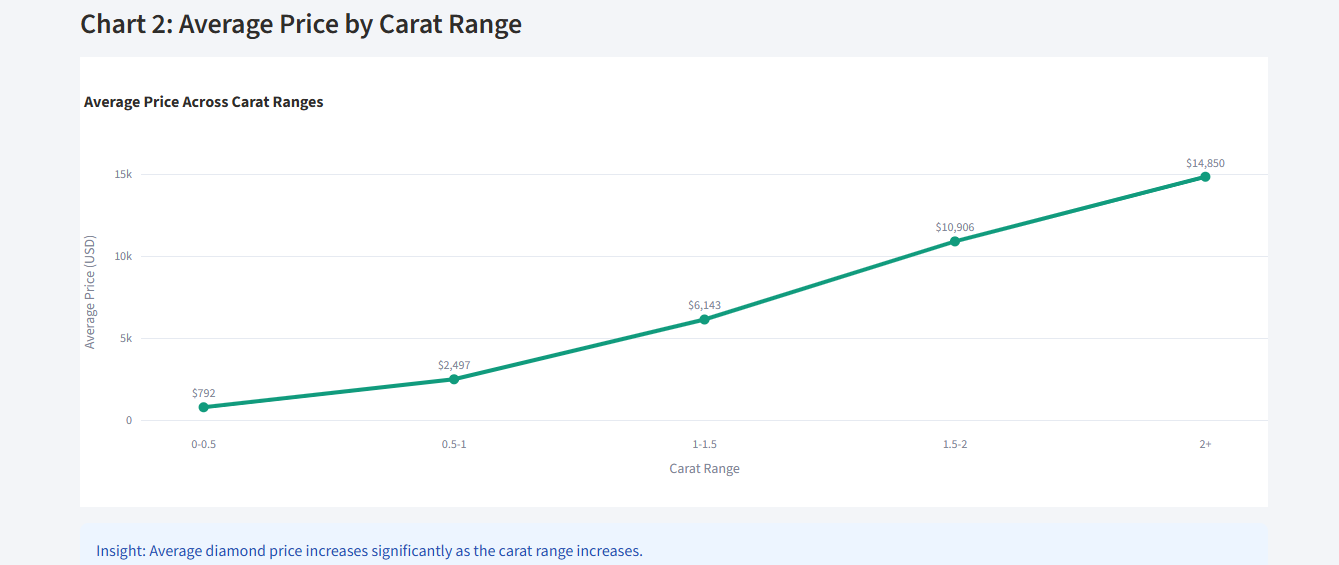 Chart 2: Average Price by Carat Range
Average Price Across Carat Ranges
$14,850
15k
$10,906
10k
Average Price (USD)
$6,143
5k
$2,497
$792
0
0-0.5
0.5-1
1-1.5
1.5-2
2+
Carat Range
Insight: Average diamond price increases significantly as the carat range increases.